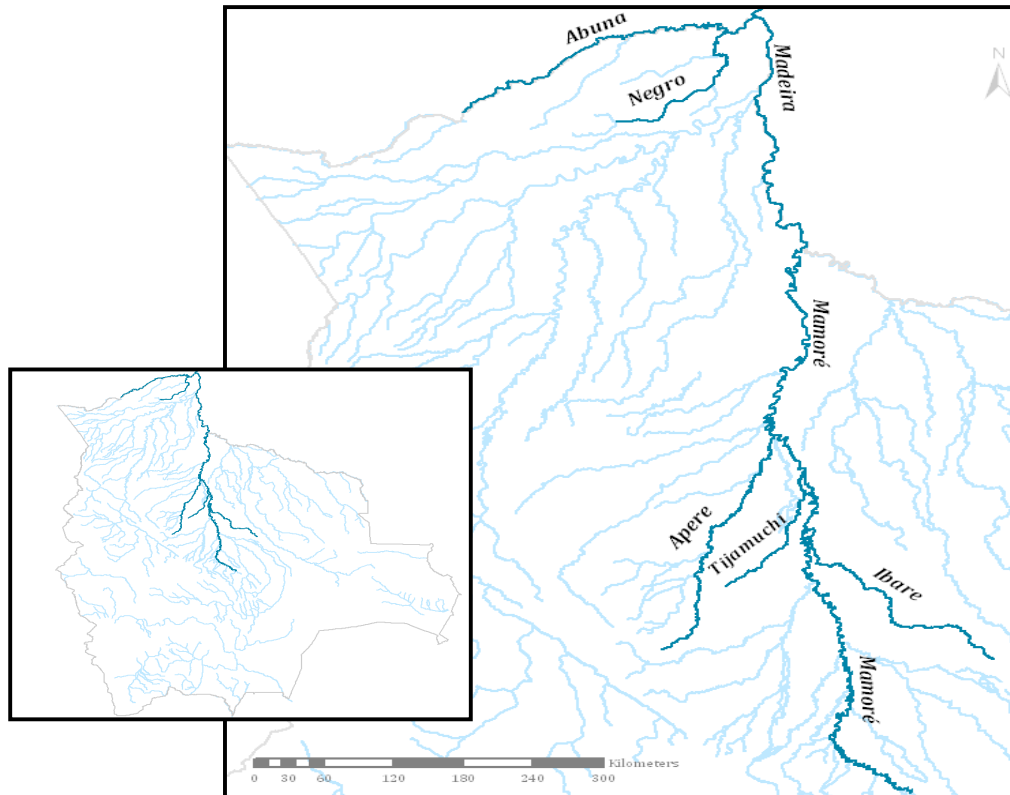 Abuna
N
Madeira
Negro
Mamoré
Apere
Tijamuchi
Ibare
Mamoré
Kilometers
0 30 60 120 180 240 300